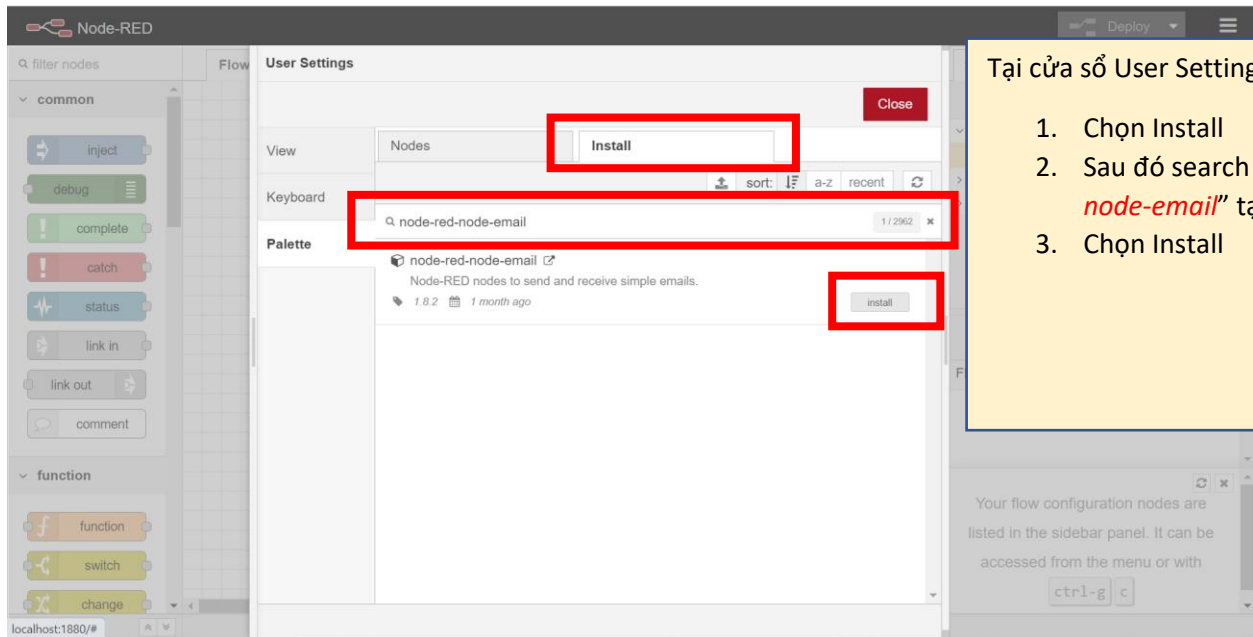 Node-RED
Deploy
filter nodes
Flow
common
inject
debug
complete
catch
status
link in
link out
comment
function
function
switch
change
localhost:1880/#
User Settings
Close
View
Keyboard
Palette
Nodes
Install
sort:
a-z
recent
node-red-node-email
1 / 2962
node-red-node-email
Node-RED nodes to send and receive simple emails.
1.8.2
1 month ago
install
Tại cửa sổ User Setting
1. Chọn Install
2. Sau đó search
node-email” tạ
3. Chọn Install
F
Your flow configuration nodes are
listed in the sidebar panel. It can be
accessed from the menu or with
ctrl-g c